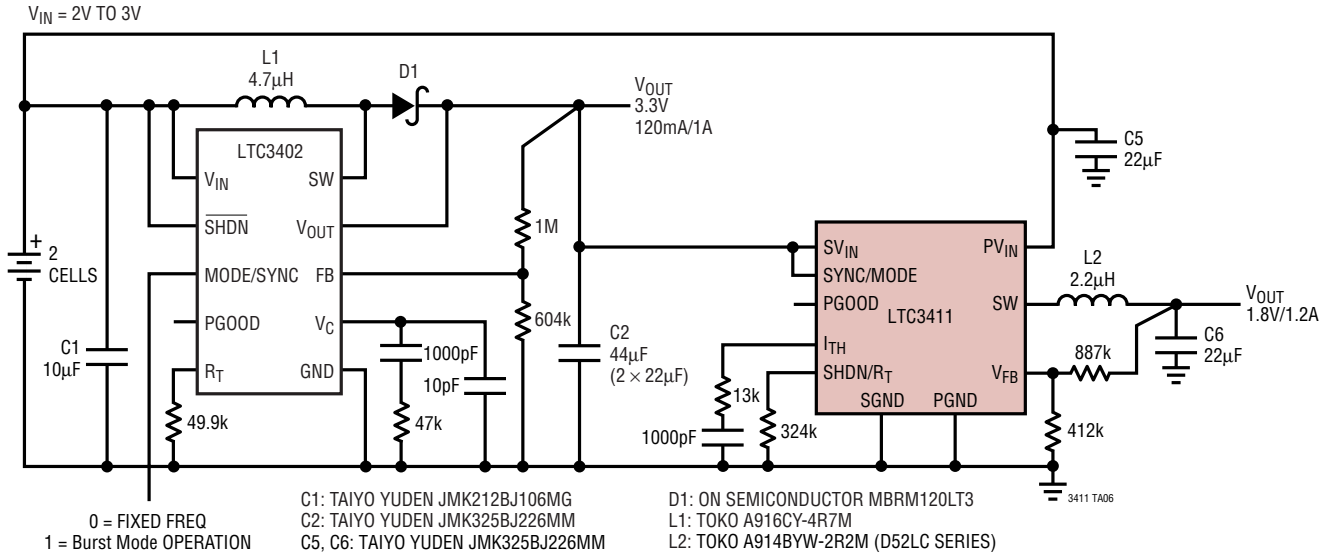 V_IN = 2V TO 3V
L1
4.7µH
D1
V_OUT
3.3V
120mA/1A
C5
22µF
LTC3402
V_IN
SW
SHDN
V_OUT
MODE/SYNC
FB
PGOOD
V_C
R_T
GND
+
2
CELLS
C1
10µF
49.9k
1000pF
10pF
47k
1M
604k
C2
44µF
(2 × 22µF)
SV_IN
PV_IN
SYNC/MODE
PGOOD
SW
LTC3411
I_TH
SHDN/R_T
V_FB
SGND
PGND
L2
2.2µH
V_OUT
1.8V/1.2A
C6
22µF
887k
412k
13k
1000pF
324k
3411 TA06
0 = FIXED FREQ
1 = Burst Mode OPERATION
C1: TAIYO YUDEN JMK212BJ106MG
C2: TAIYO YUDEN JMK325BJ226MM
C5, C6: TAIYO YUDEN JMK325BJ226MM
D1: ON SEMICONDUCTOR MBRM120LT3
L1: TOKO A916CY-4R7M
L2: TOKO A914BYW-2R2M (D52LC SERIES)